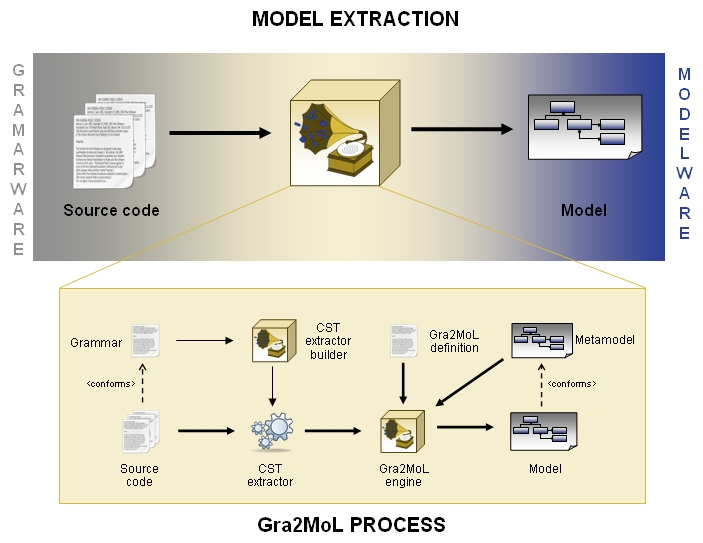 MODEL EXTRACTION
GRAMARWARE
MODELWARE
Source code
Model
Grammar
CST
extractor
builder
Gra2MoL
definition
Metamodel
<conforms>
<conforms>
Source
code
CST
extractor
Gra2MoL
engine
Model
Gra2MoL PROCESS